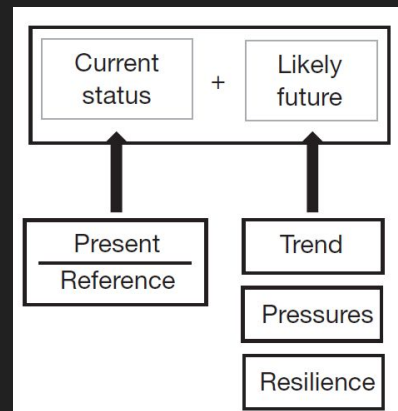 Current
status
+
Likely
future
Present
Reference
Trend
Pressures
Resilience